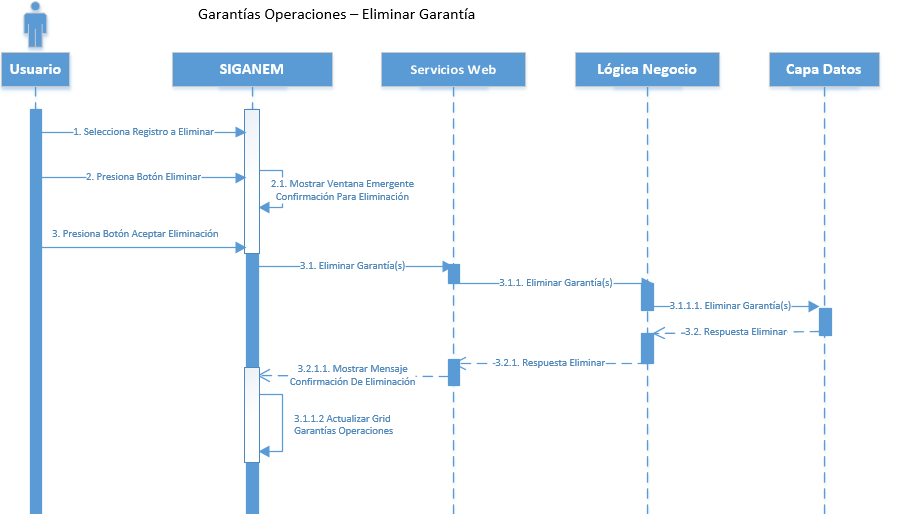 Garantías Operaciones – Eliminar Garantía
Usuario
SIGANEM
Servicios Web
Lógica Negocio
Capa Datos
1. Selecciona Registro a Eliminar
2. Presiona Botón Eliminar
2.1. Mostrar Ventana Emergente
Confirmación Para Eliminación
3. Presiona Botón Aceptar Eliminación
3.1. Eliminar Garantía(s)
3.1.1. Eliminar Garantía(s)
3.1.1.1. Eliminar Garantía(s)
3.2. Respuesta Eliminar
3.2.1. Respuesta Eliminar
3.2.1.1. Mostrar Mensaje
Confirmación De Eliminación
3.1.1.2 Actualizar Grid
Garantías Operaciones